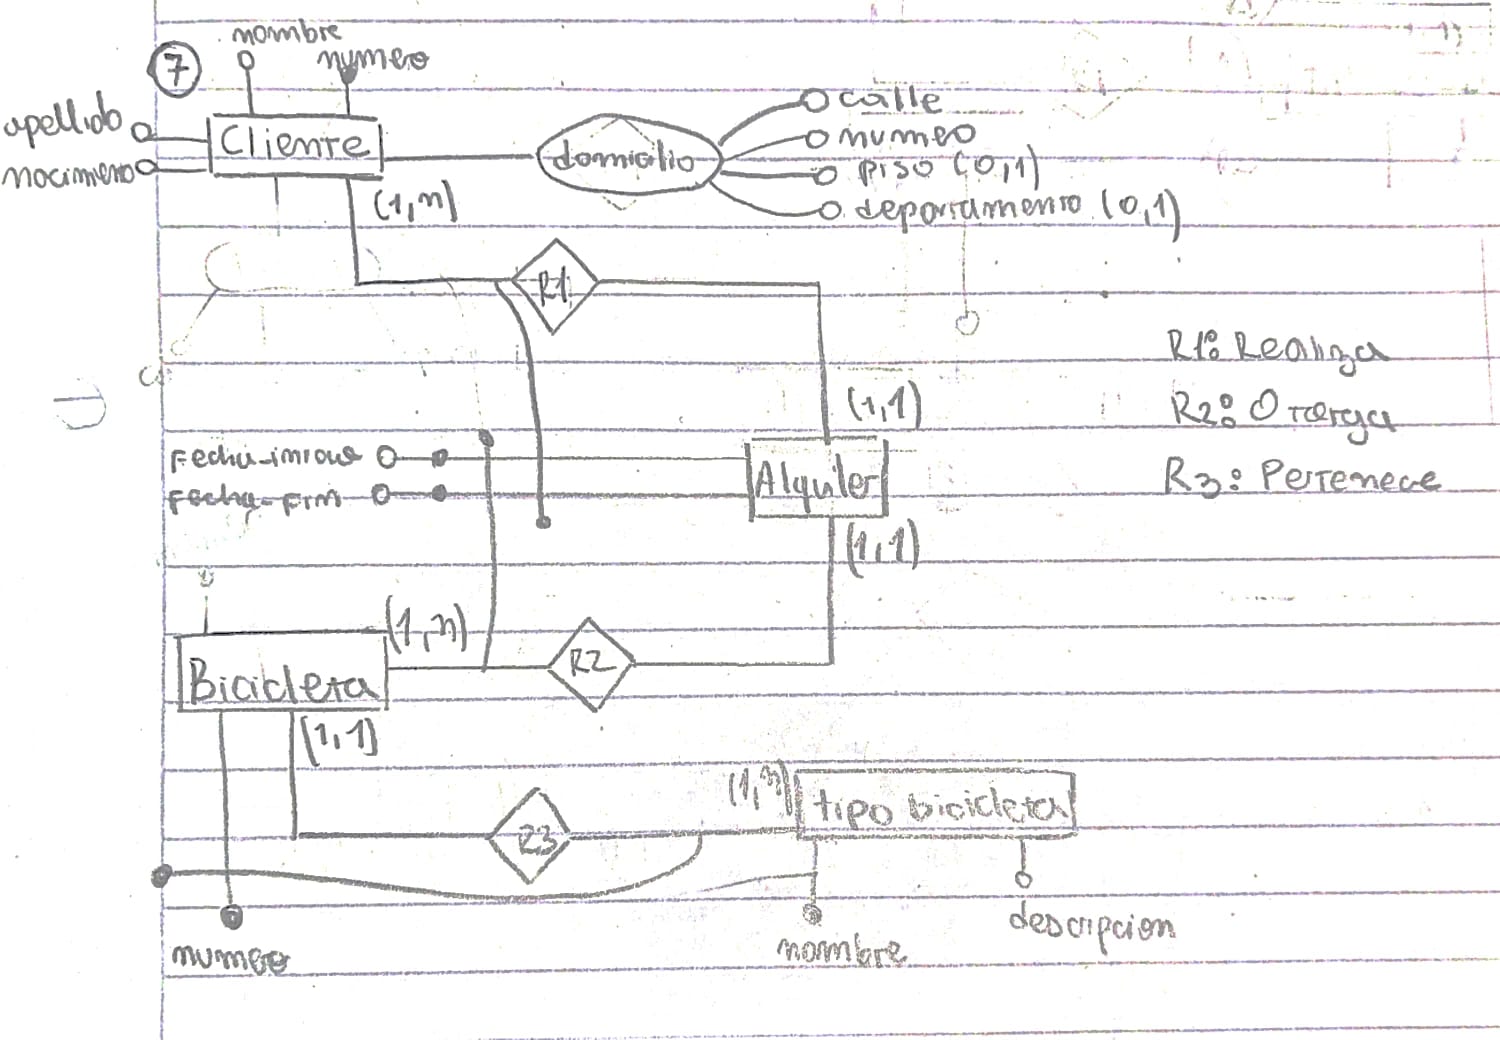 7
nombre
numero
apellido
Cliente
nacimiento
domicilio
calle
numeo
piso (0,1)
departamento (0,1)
(1,n)
R1
R1: Realiza
(1,1)
R2: Otorga
Fecha-inicio
Fecha-Fin
Alquiler
R3: Pertenece
(1,1)
(1,n)
Bicicleta
R2
(1,1)
(1,n)
tipo bicicleta
R3
numero
nombre
descripcion